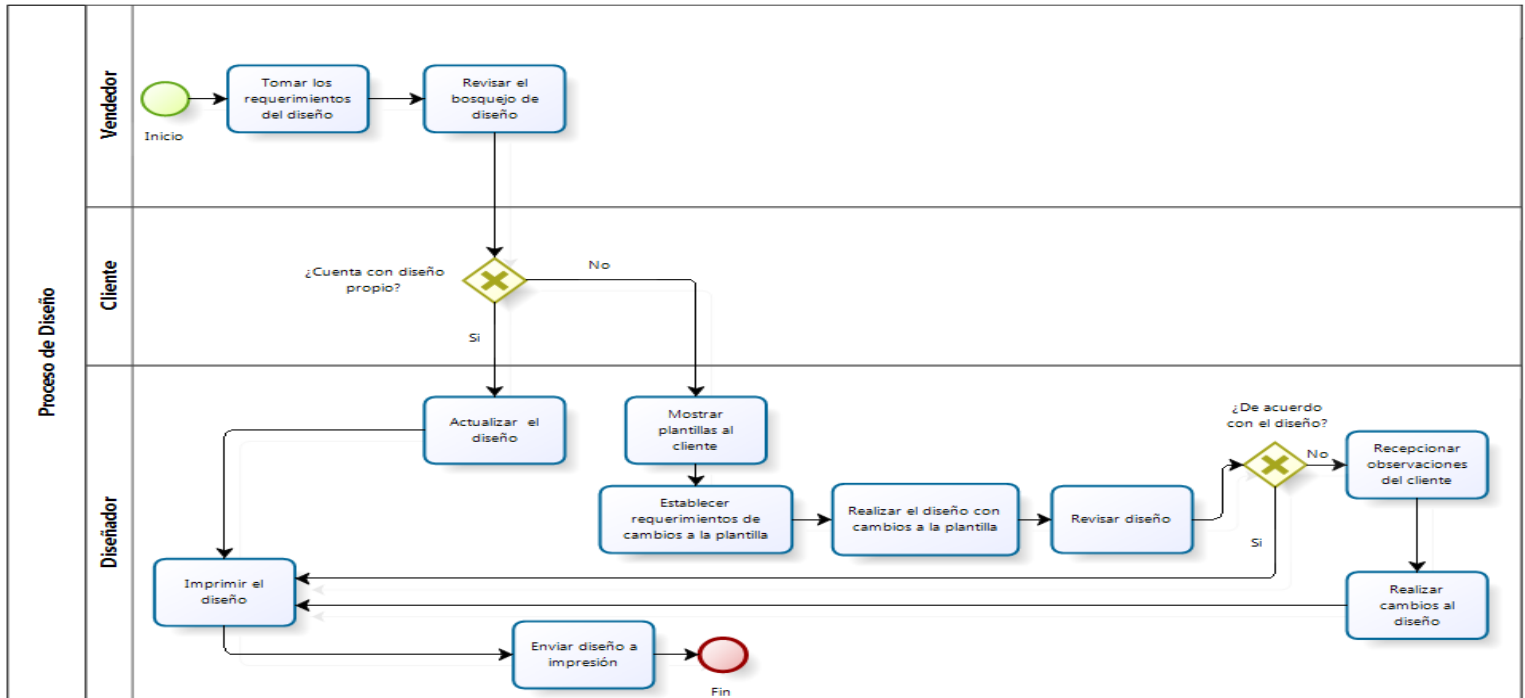 Proceso de Diseño
Vendedor
Inicio
Tomar los
requerimientos
del diseño
Revisar el
bosquejo de
diseño
Cliente
¿Cuenta con diseño
propio?
No
Si
Diseñador
Actualizar el
diseño
Mostrar
plantillas al
cliente
Establecer
requerimientos de
cambios a la plantilla
Realizar el diseño con
cambios a la plantilla
Revisar diseño
¿De acuerdo
con el diseño?
No
Si
Recepcionar
observaciones
del cliente
Realizar
cambios al
diseño
Imprimir el
diseño
Enviar diseño a
impresión
Fin